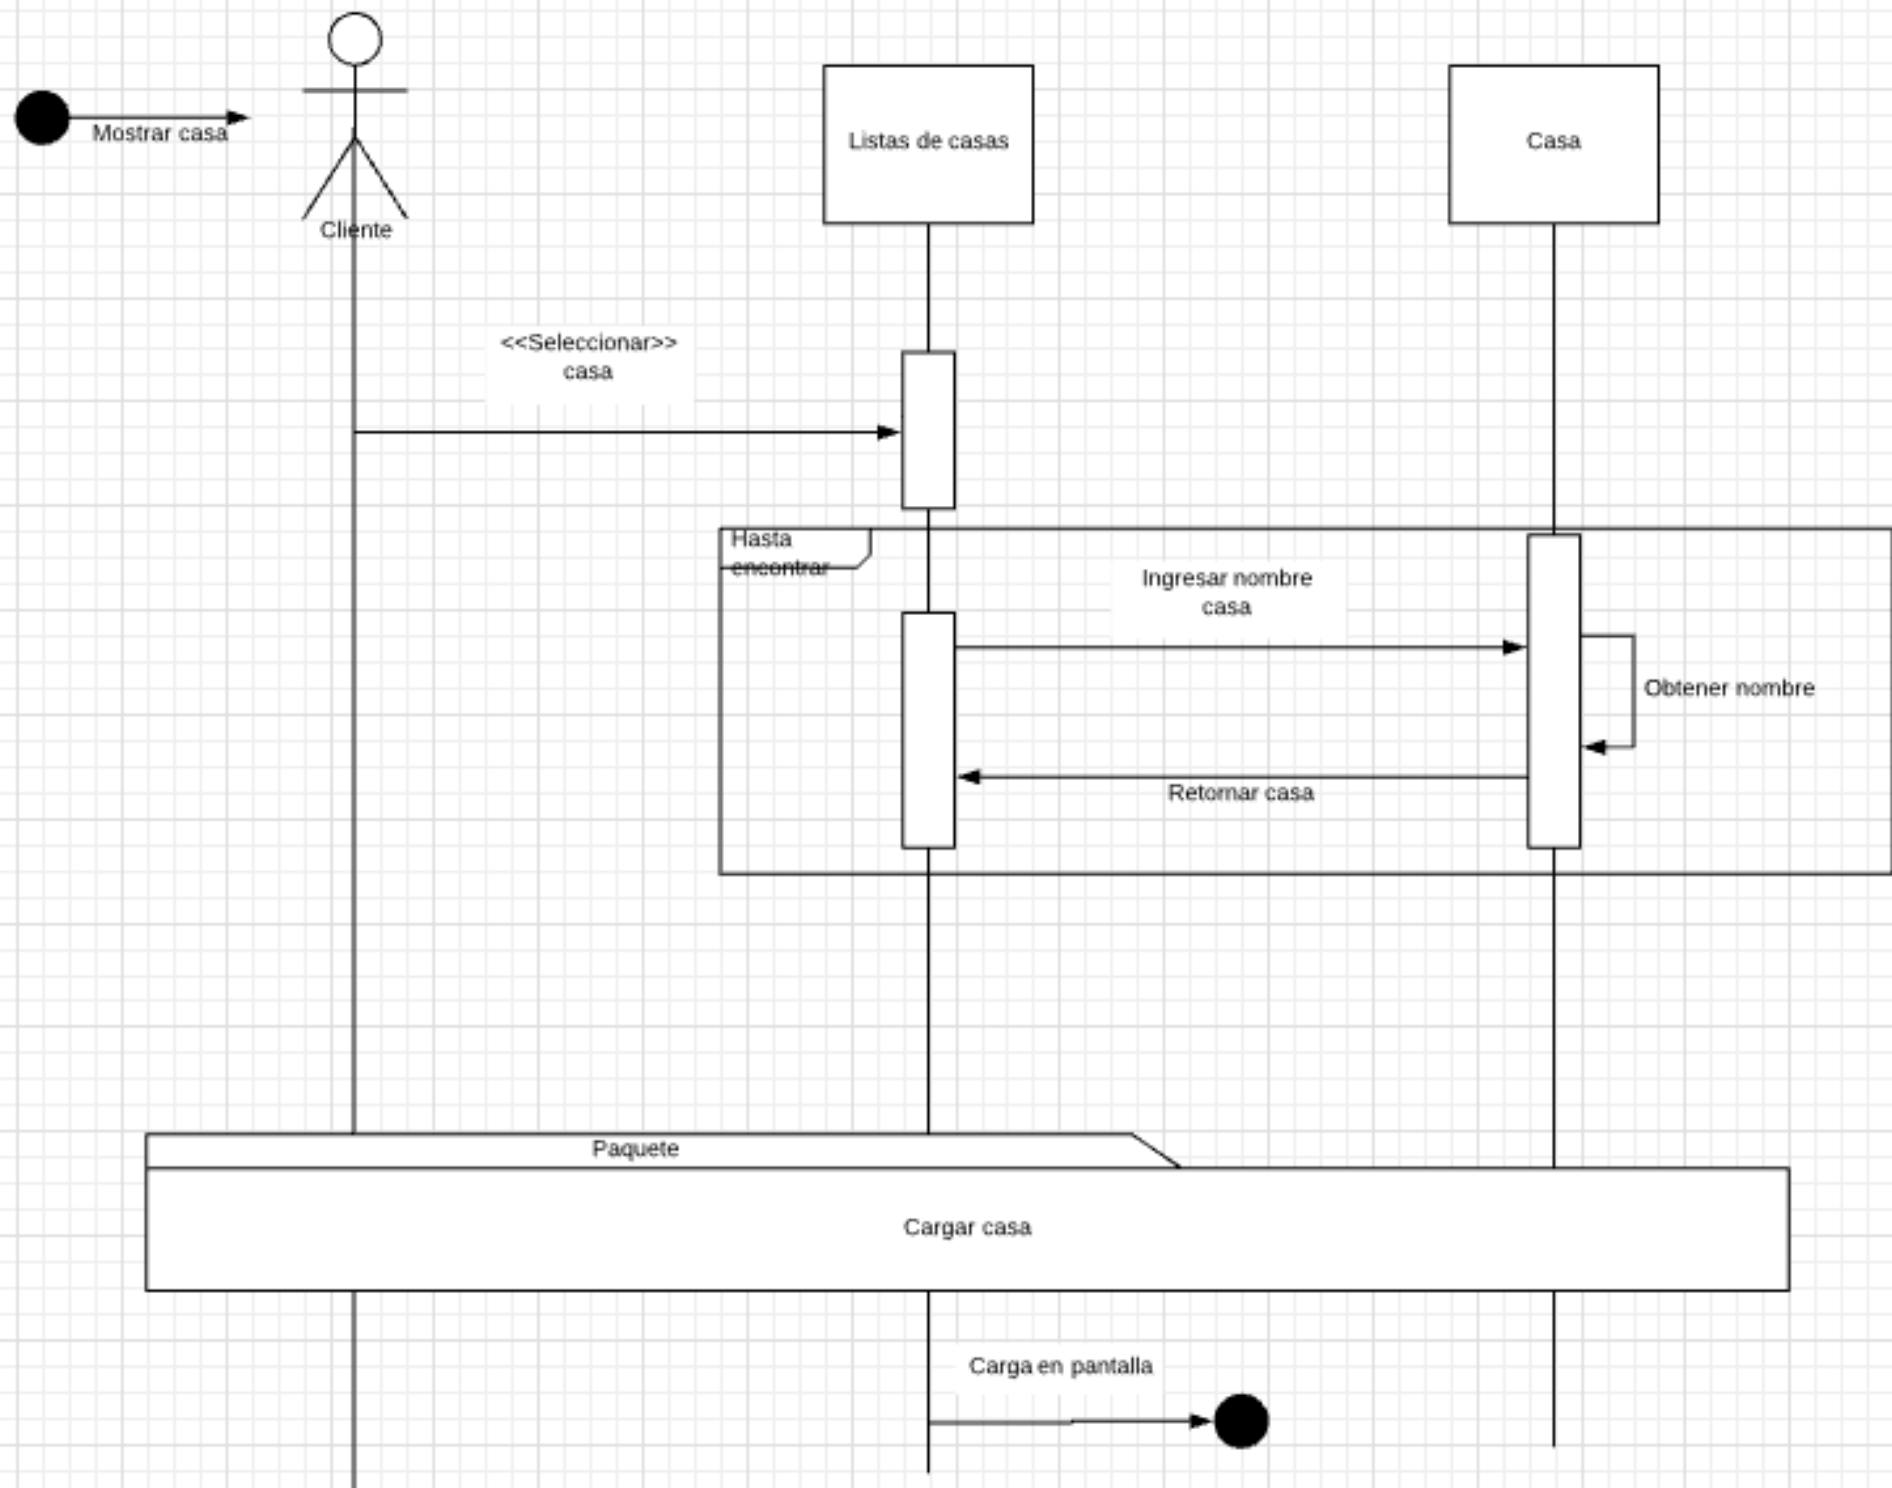 Mostrar casa
Cliente
Listas de casas
Casa
<<Seleccionar>>
casa
Hasta
encontrar
Ingresar nombre
casa
Obtener nombre
Retornar casa
Paquete
Cargar casa
Carga en pantalla